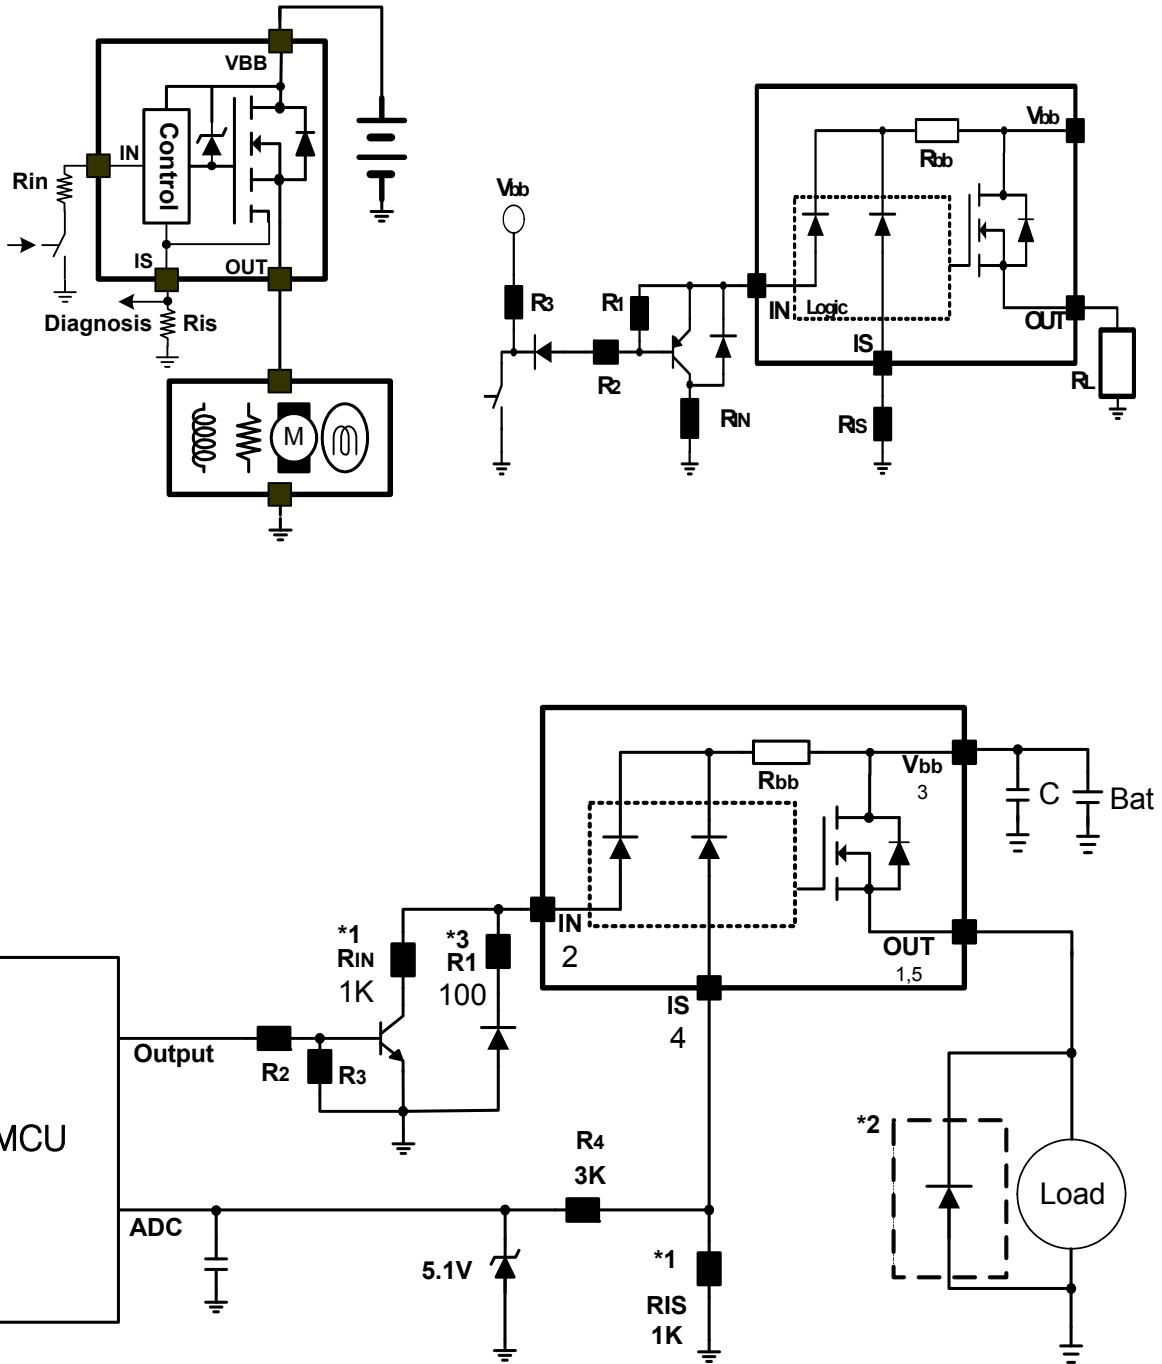 VBB
IN
Control
Rin
IS
OUT
Diagnosis
Ris
M
Vbb
Rbb
Vbb
R3
R1
IN
Logic
OUT
IS
R2
RIN
RIS
RL
Rbb
Vbb
3
C
Bat
IN
2
OUT
1,5
*1
RIN
1K
*3
R1
100
IS
4
Output
R2
R3
MCU
R4
3K
*2
Load
ADC
5.1V
*1
RIS
1K